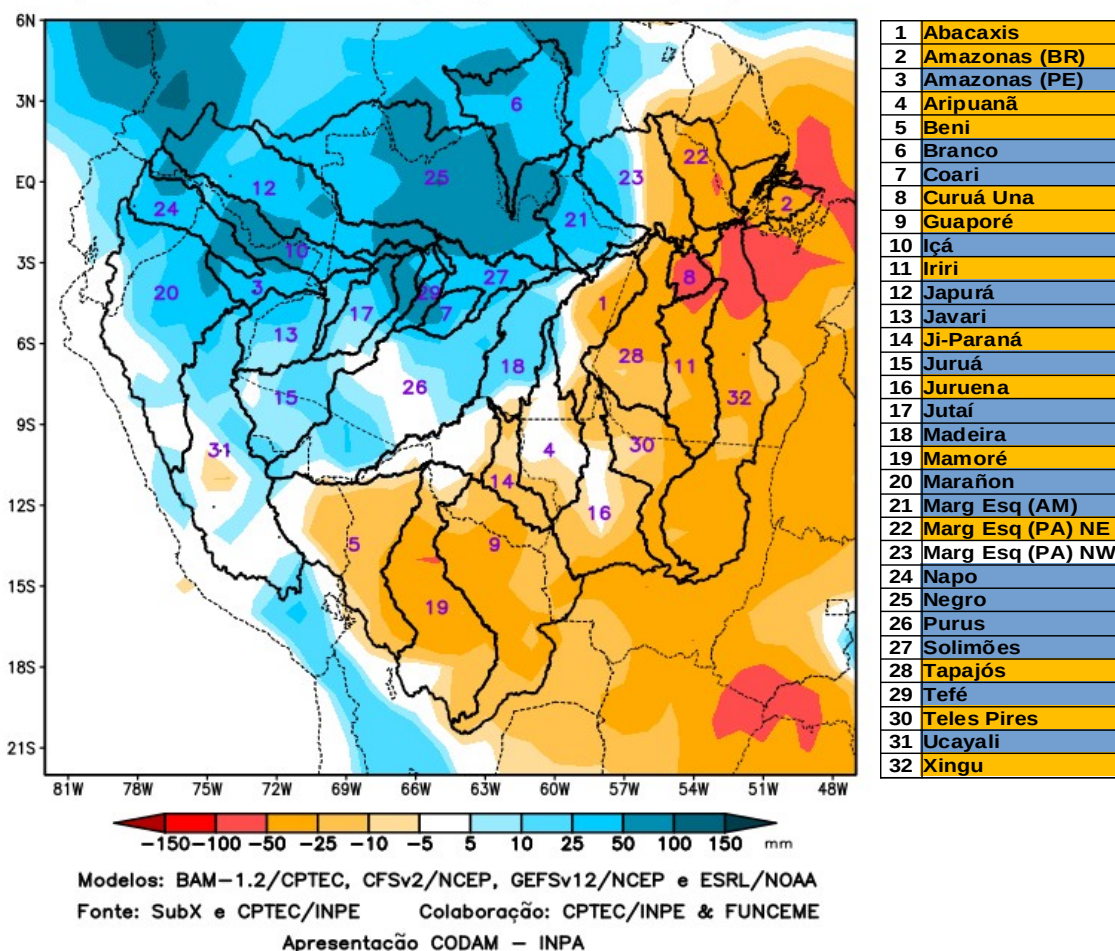 6N
3N
EQ
3S
6S
9S
12S
15S
18S
21S
81W 78W 75W 72W 69W 66W 63W 60W 57W 54W 51W 48W
6
12
25
22
23
24
2
21
10
27
3
20
29
8
7
17
1
13
28
18
11
26
15
32
31
4
30
14
16
5
9
19
1 Abacaxis
2 Amazonas (BR)
3 Amazonas (PE)
4 Aripuanã
5 Beni
6 Branco
7 Coari
8 Curuá Una
9 Guaporé
10 Içá
11 Iriri
12 Japurá
13 Javari
14 Ji-Paraná
15 Juruá
16 Juruena
17 Jutaí
18 Madeira
19 Mamoré
20 Marañon
21 Marg Esq (AM)
22 Marg Esq (PA) NE
23 Marg Esq (PA) NW
24 Napo
25 Negro
26 Purus
27 Solimões
28 Tapajós
29 Tefé
30 Teles Pires
31 Ucayali
32 Xingu
-150 -100 -50 -25 -10 -5 5 10 25 50 100 150 mm
Modelos: BAM-1.2/CPTEC, CFSv2/NCEP, GEFSv12/NCEP e ESRL/NOAA
Fonte: SubX e CPTEC/INPE Colaboração: CPTEC/INPE & FUNCEME
Apresentação CODAM - INPA